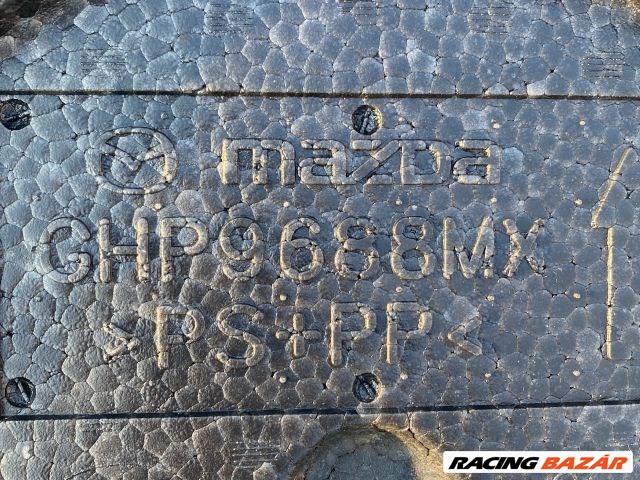 mazda
GHP9688MX
>PS+PP<
RACING BAZÁR